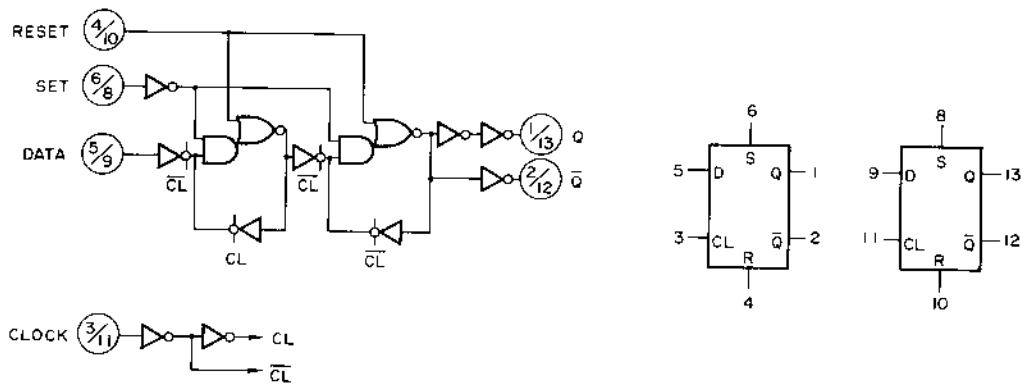 RESET 4/10
SET 6/8
DATA 5/9
CL
CL
CL
CL
1/13 Q
2/12 Q
CLOCK 3/11
CL
CL
6
5 D S Q 1
3 CL Q 2
R
4
8
9 D S Q 13
11 CL Q 12
R
10